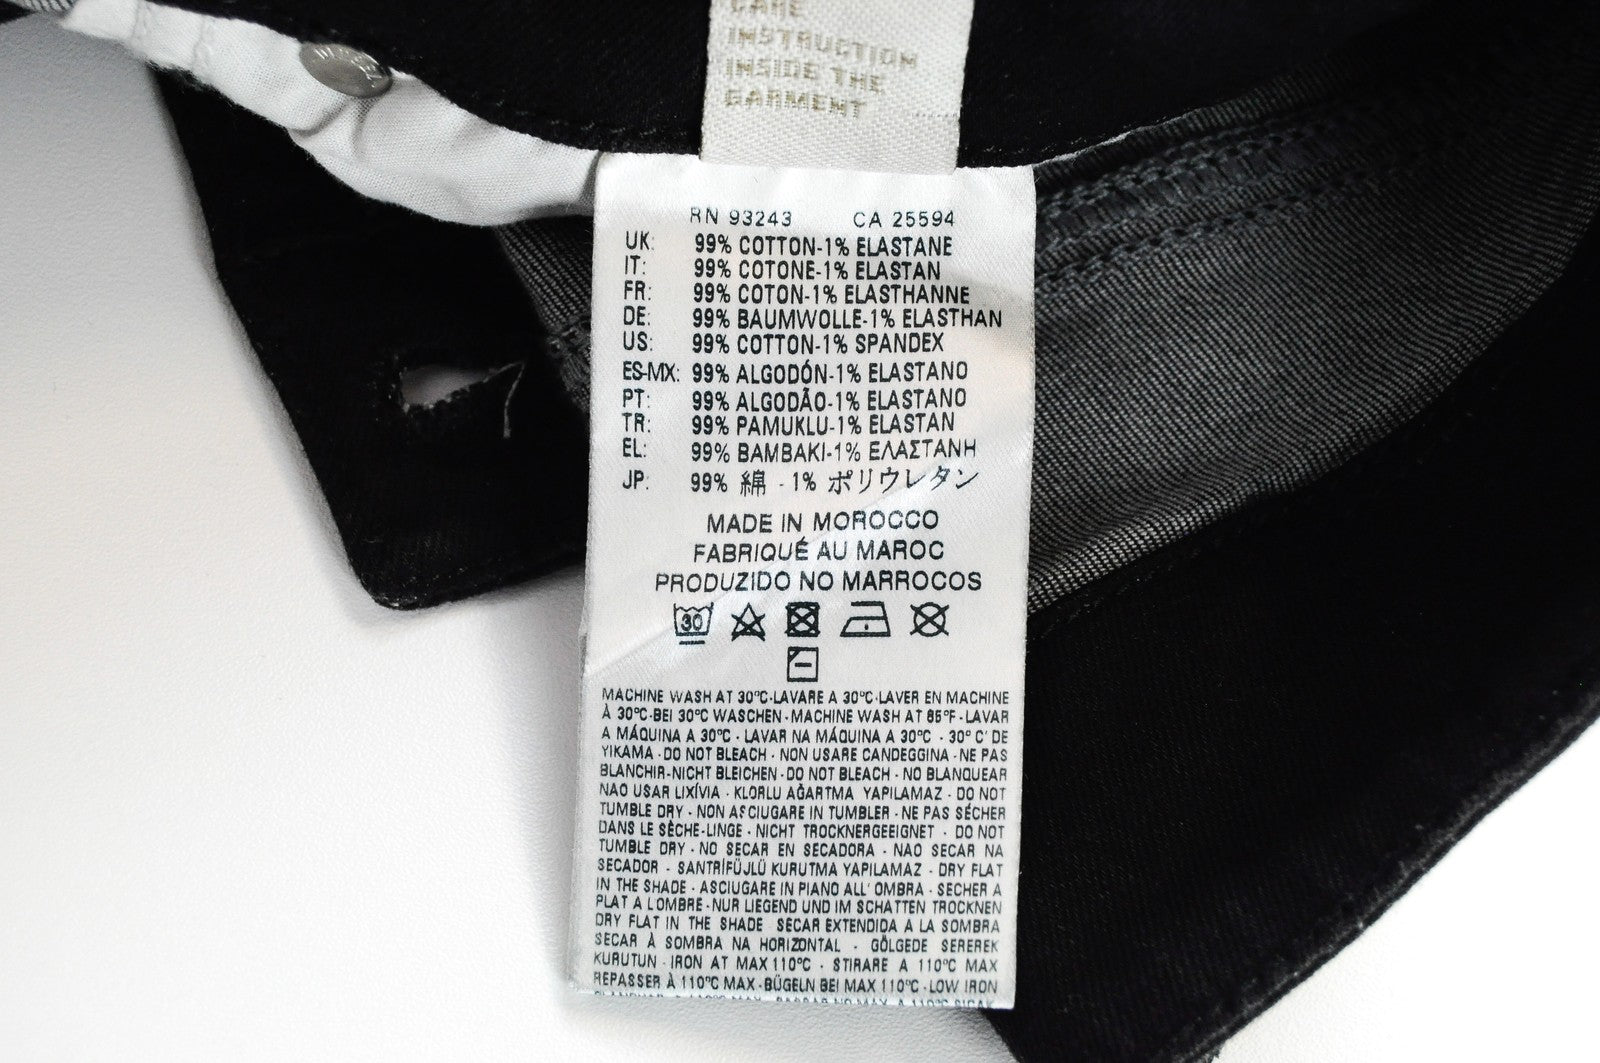 CARE
INSTRUCTION
INSIDE THE
GARMENT
RN 93243 CA 25594
UK: 99% COTTON-1% ELASTANE
IT: 99% COTONE-1% ELASTAN
FR: 99% COTON-1% ELASTHANNE
DE: 99% BAUMWOLLE-1% ELASTHAN
US: 99% COTTON-1% SPANDEX
ES-MX: 99% ALGODÓN-1% ELASTANO
PT: 99% ALGODÃO-1% ELASTANO
TR: 99% PAMUKLU-1% ELASTAN
EL: 99% BAMBAKI-1% ΕΛΑΣΤΑΝΗ
JP: 99% 綿 - 1% ポリウレタン
MADE IN MOROCCO
FABRIQUÉ AU MAROC
PRODUZIDO NO MARROCOS
30
MACHINE WASH AT 30°C-LAVARE A 30°C-LAVER EN MACHINE
À 30°C-BEI 30°C WASCHEN-MACHINE WASH AT 85°F-LAVAR
A MÁQUINA A 30°C - LAVAR NA MÁQUINA A 30°C - 30° C' DE
YIKAMA - DO NOT BLEACH - NON USARE CANDEGGINA - NE PAS
BLANCHIR-NICHT BLEICHEN-DO NOT BLEACH - NO BLANQUEAR
NAO USAR LIXÍVIA - KLORLU AĞARTMA YAPILAMAZ - DO NOT
TUMBLE DRY - NON ASCIUGARE IN TUMBLER - NE PAS SÉCHER
DANS LE SÈCHE-LINGE - NICHT TROCKNERGEEIGNET - DO NOT
TUMBLE DRY - NO SECAR EN SECADORA - NAO SECAR NA
SECADOR - SANTRİFÜJLÜ KURUTMA YAPILAMAZ - DRY FLAT
IN THE SHADE - ASCIUGARE IN PIANO ALL' OMBRA - SECHER A
PLAT A L'OMBRE-NUR LIEGEND UND IM SCHATTEN TROCKNEN
DRY FLAT IN THE SHADE SECAR EXTENDIDA A LA SOMBRA
SECAR À SOMBRA NA HORIZONTAL - GÖLGEDE SEREREK
KURUTUN - IRON AT MAX 110°C - STIRARE A 110°C MAX
REPASSER À 110°C MAX-BÜGELN BEI MAX 110°C-LOW IRON